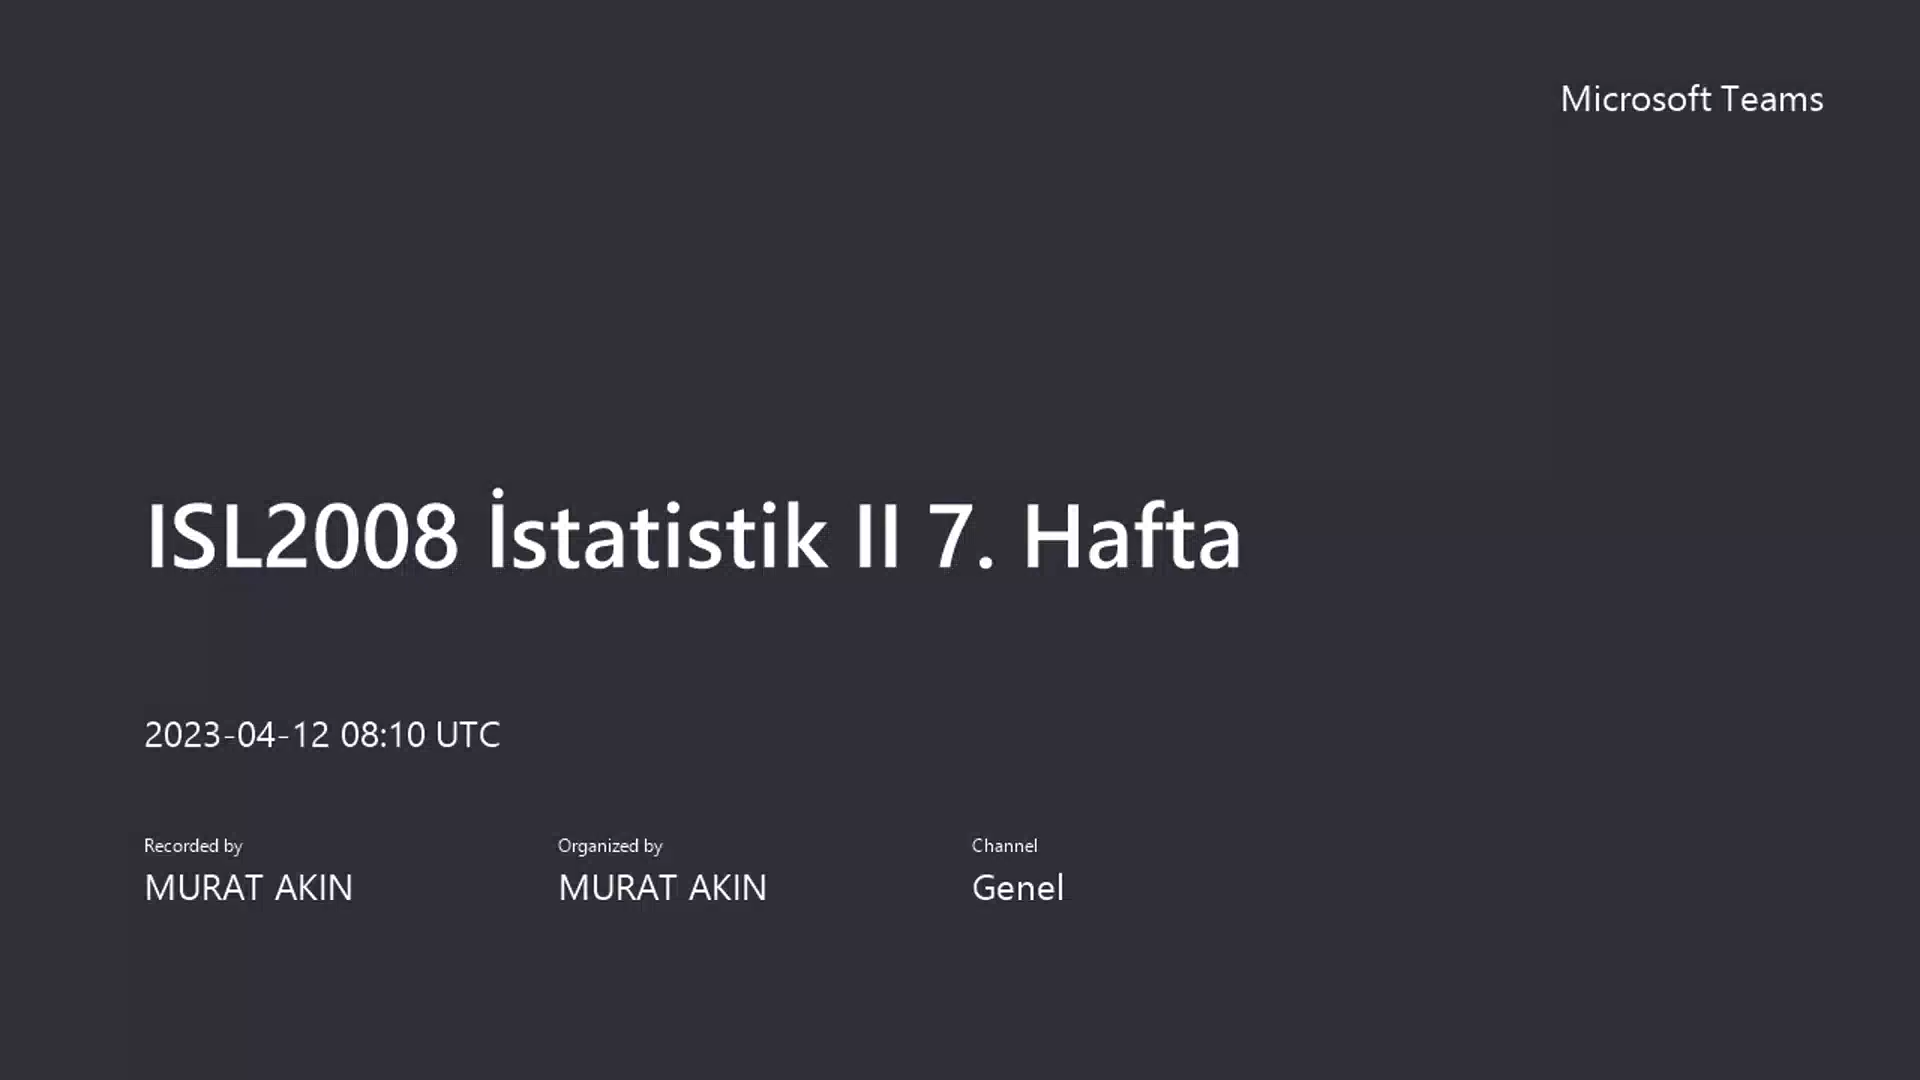 Microsoft Teams
ISL2008 İstatistik II 7. Hafta
2023-04-12 08:10 UTC
Recorded by
MURAT AKIN
Organized by
MURAT AKIN
Channel
Genel